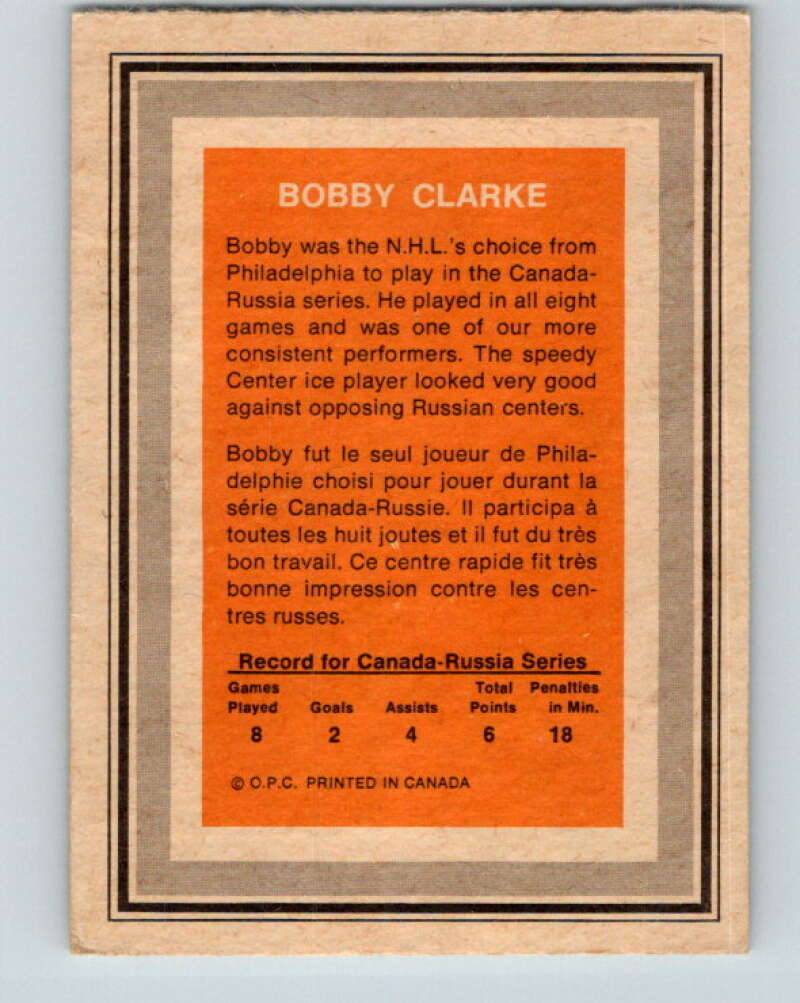 BOBBY CLARKE
Bobby was the N.H.L.'s choice from
Philadelphia to play in the Canada-
Russia series. He played in all eight
games and was one of our more
consistent performers. The speedy
Center ice player looked very good
against opposing Russian centers.
Bobby fut le seul joueur de Phila-
delphie choisi pour jouer durant la
série Canada-Russie. Il participa à
toutes les huit joutes et il fut du très
bon travail. Ce centre rapide fit très
bonne impression contre les cen-
tres russes.
Record for Canada-Russia Series
Games Total Penalties
Played Goals Assists Points in Min.
8 2 4 6 18
© O.P.C. PRINTED IN CANADA